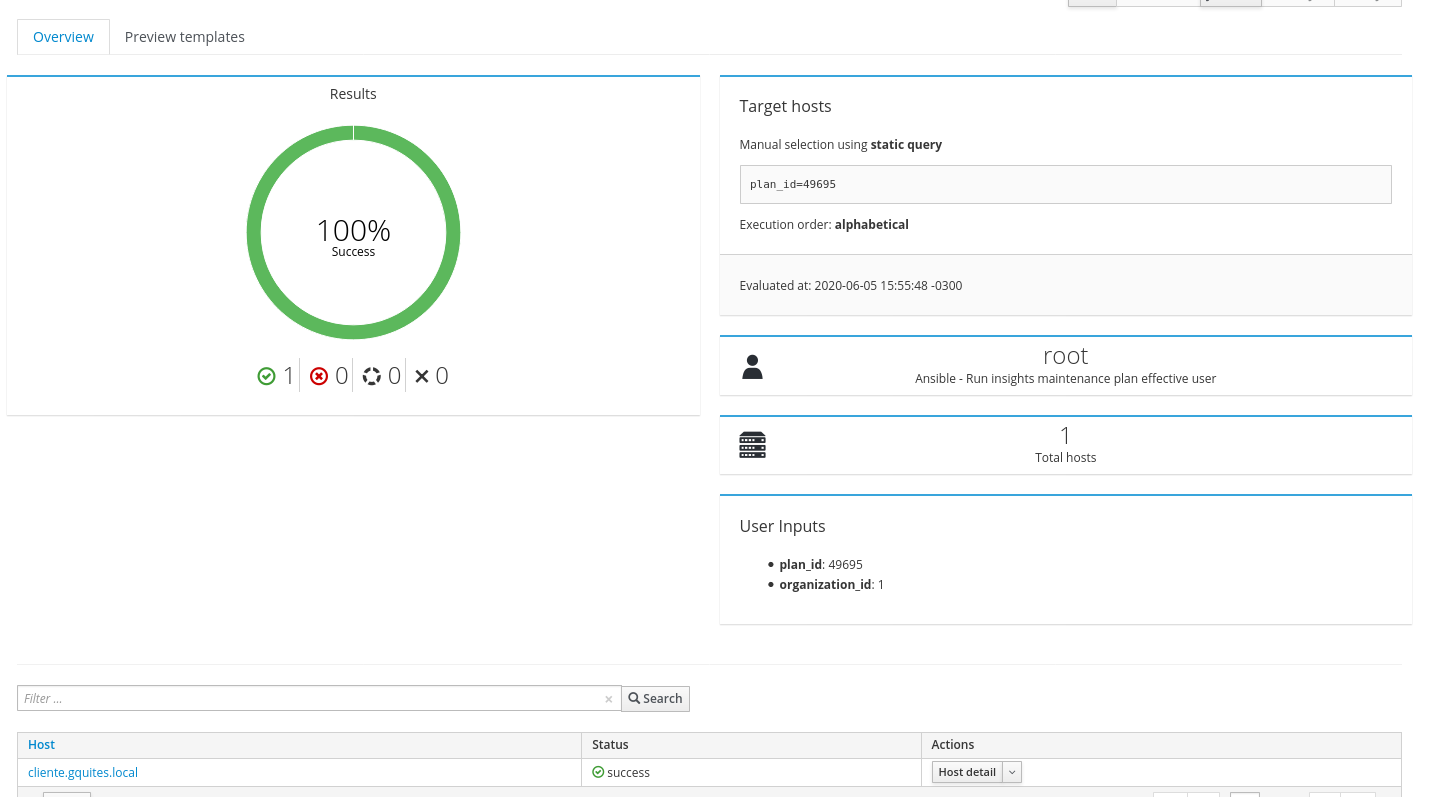 Overview
Preview templates
Results
100%
Success
1 0 0 0
Target hosts
Manual selection using static query
plan_id=49695
Execution order: alphabetical
Evaluated at: 2020-06-05 15:55:48 -0300
root
Ansible - Run insights maintenance plan effective user
1
Total hosts
User Inputs
• plan_id: 49695
• organization_id: 1
Filter ... × Search
Host Status Actions
cliente.gquites.local success Host detail